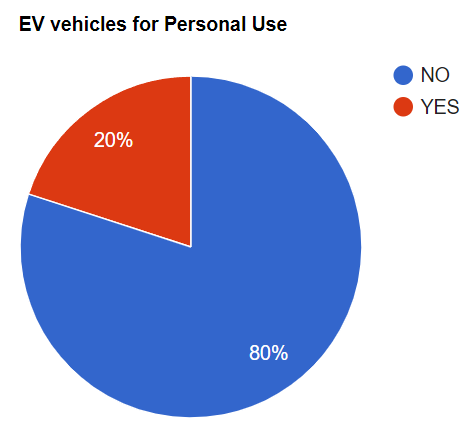 EV vehicles for Personal Use
NO
YES
20%
80%